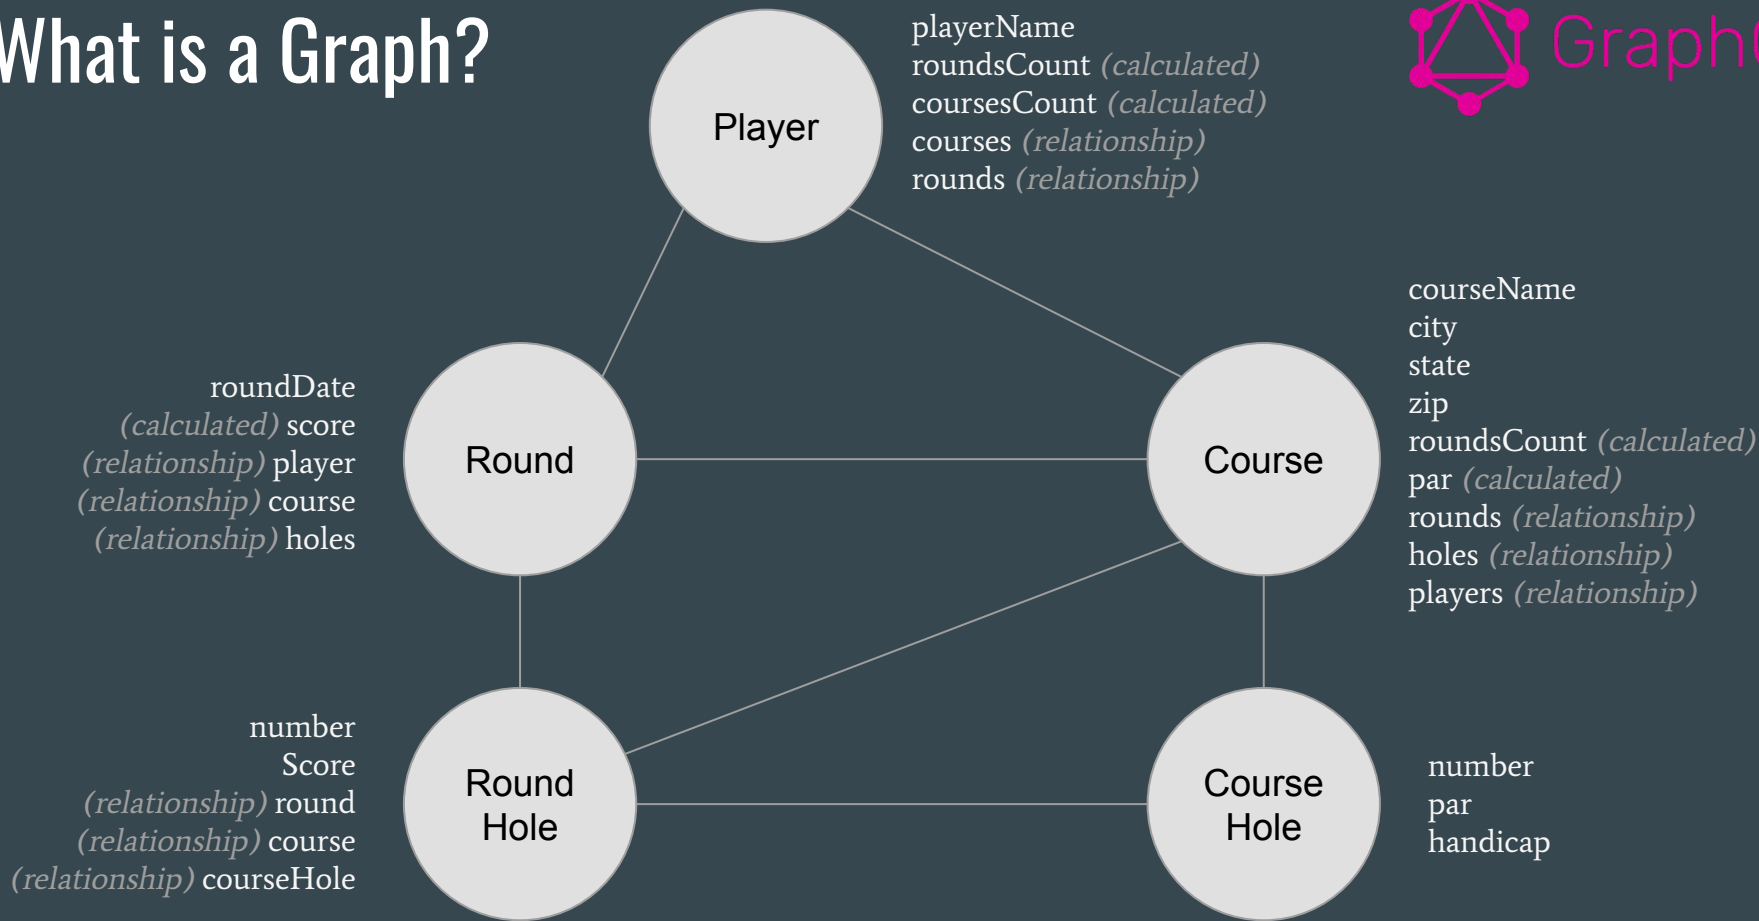 What is a Graph?
Graph
Player
playerName
roundsCount (calculated)
coursesCount (calculated)
courses (relationship)
rounds (relationship)
roundDate
(calculated) score
(relationship) player
(relationship) course
(relationship) holes
Round
Course
courseName
city
state
zip
roundsCount (calculated)
par (calculated)
rounds (relationship)
holes (relationship)
players (relationship)
number
Score
(relationship) round
(relationship) course
(relationship) courseHole
Round
Hole
Course
Hole
number
par
handicap